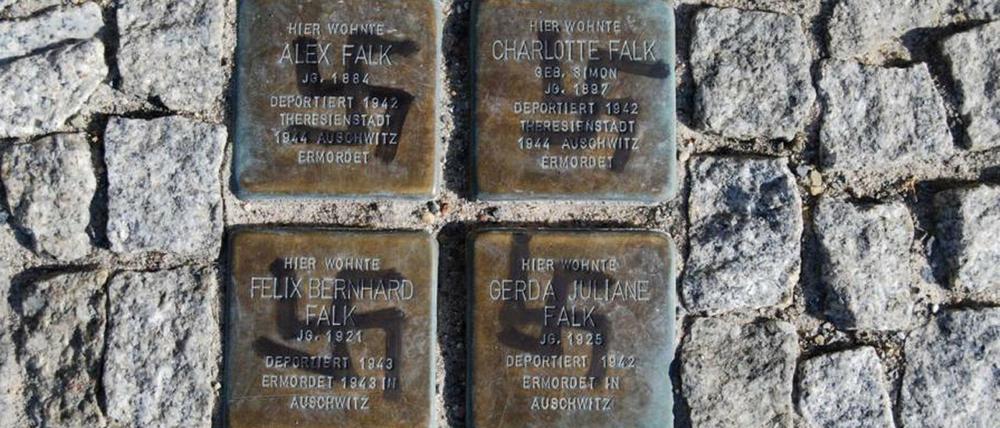 HIER WOHNTE
ALEX FALK
JG. 1884
DEPORTIERT 1942
THERESIENSTADT
1944 AUSCHWITZ
ERMORDET
HIER WOHNTE
CHARLOTTE FALK
GEB. SIMON
JG. 1897
DEPORTIERT 1942
THERESIENSTADT
1944 AUSCHWITZ
ERMORDET
HIER WOHNTE
FELIX BERNHARD
FALK
JG. 1921
DEPORTIERT 1943
ERMORDET 1943 IN
AUSCHWITZ
HIER WOHNTE
GERDA JULIANE
FALK
JG. 1925
DEPORTIERT 1942
ERMORDET IN
AUSCHWITZ